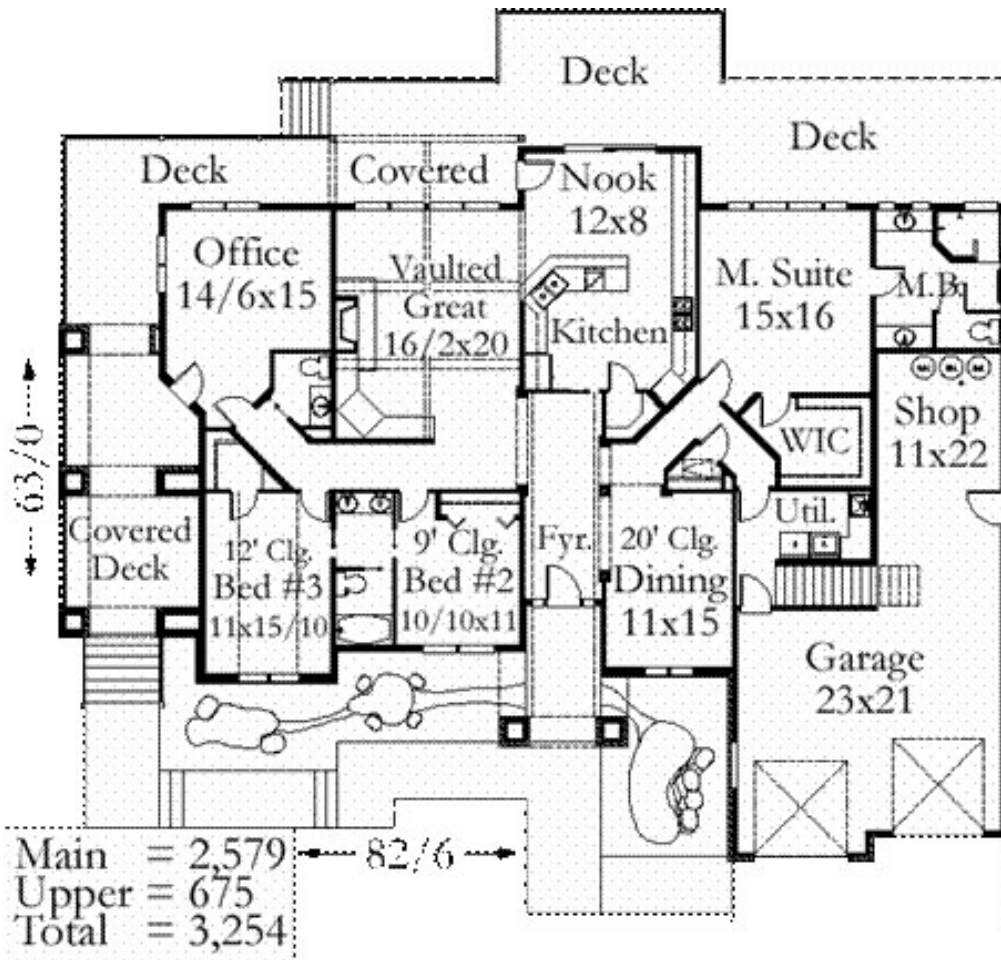 Deck
Deck
Deck
Covered
Nook
12x8
Office
14/6x15
Vaulted
Great
16/2x20
M. Suite
15x16
M.B.
Kitchen
Shop
11x22
WIC
63/0
Covered
Deck
12' Clg.
Bed #3
11x15/10
9' Clg.
Bed #2
10/10x11
Fyr.
20' Clg.
Dining
11x15
Util.
Garage
23x21
82/6
Main = 2,579
Upper = 675
Total = 3,254